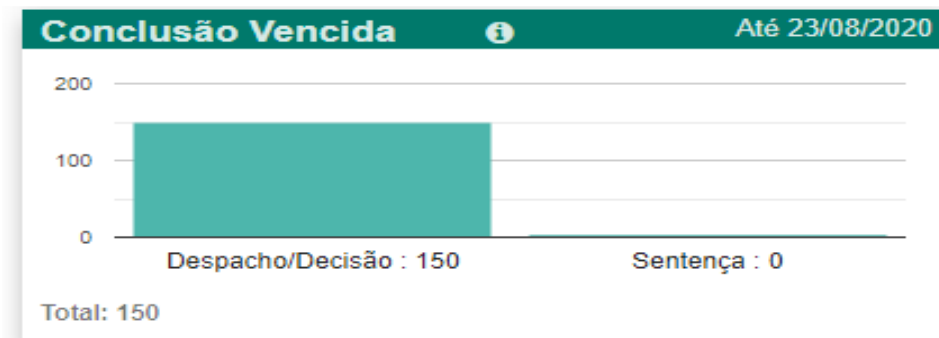 Conclusão Vencida Até 23/08/2020
200
100
0
Despacho/Decisão : 150 Sentença : 0
Total: 150